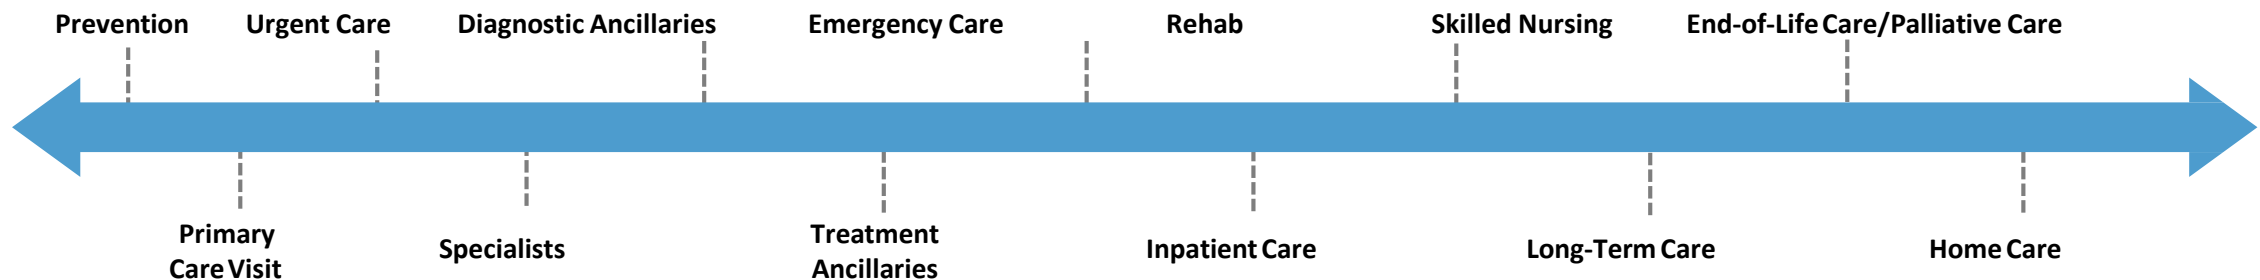 Prevention
Urgent Care
Diagnostic Ancillaries
Emergency Care
Rehab
Skilled Nursing
End-of-Life Care/Palliative Care
Primary
Care Visit
Specialists
Treatment
Ancillaries
Inpatient Care
Long-Term Care
Home Care